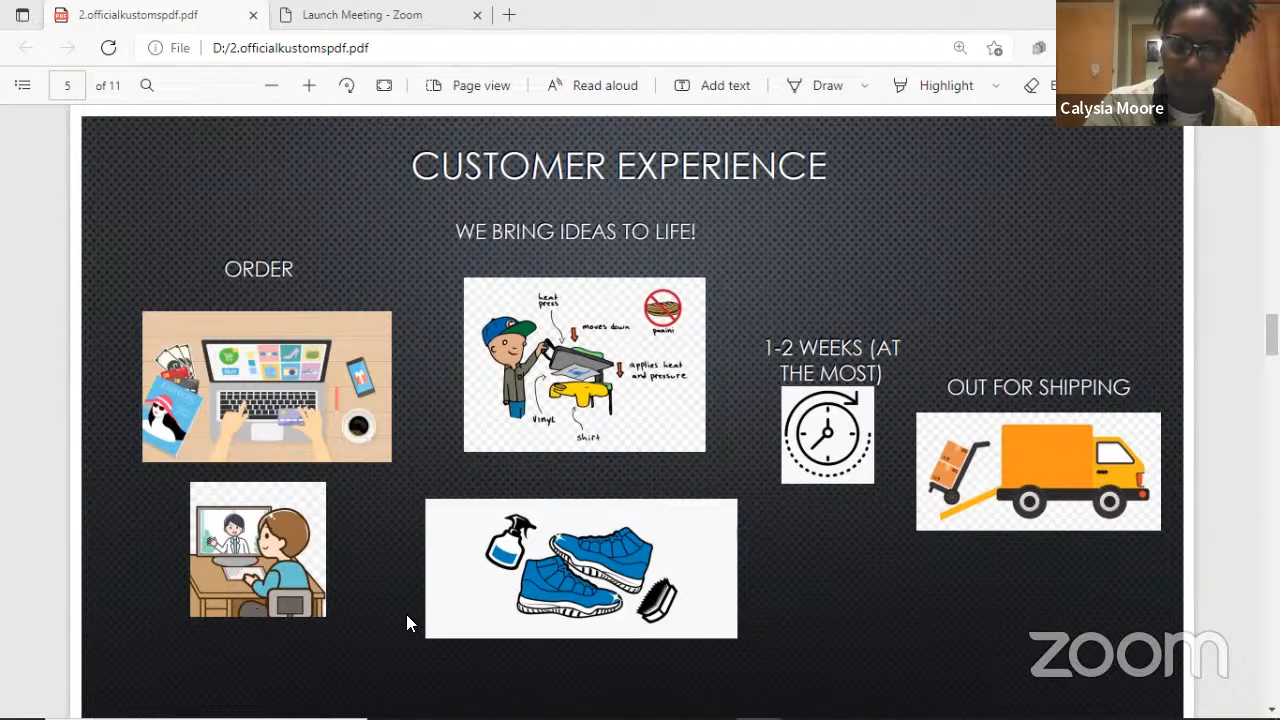 2.officialkustomspdf.pdf
Launch Meeting - Zoom
File
D:/2.officialkustomspdf.pdf
5
of 11
Page view
Read aloud
Add text
Draw
Highlight
Calysia Moore
CUSTOMER EXPERIENCE
WE BRING IDEAS TO LIFE!
ORDER
heat
press
moves down
panini
applies heat
and pressure
vinyl
shirt
1-2 WEEKS (AT
THE MOST)
OUT FOR SHIPPING
zoom